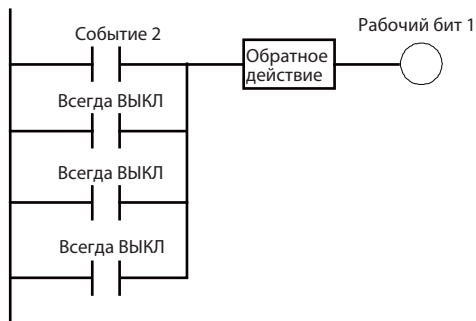 Рабочий бит 1
Событие 2
Обратное
действие
Всегда ВЫКЛ
Всегда ВЫКЛ
Всегда ВЫКЛ